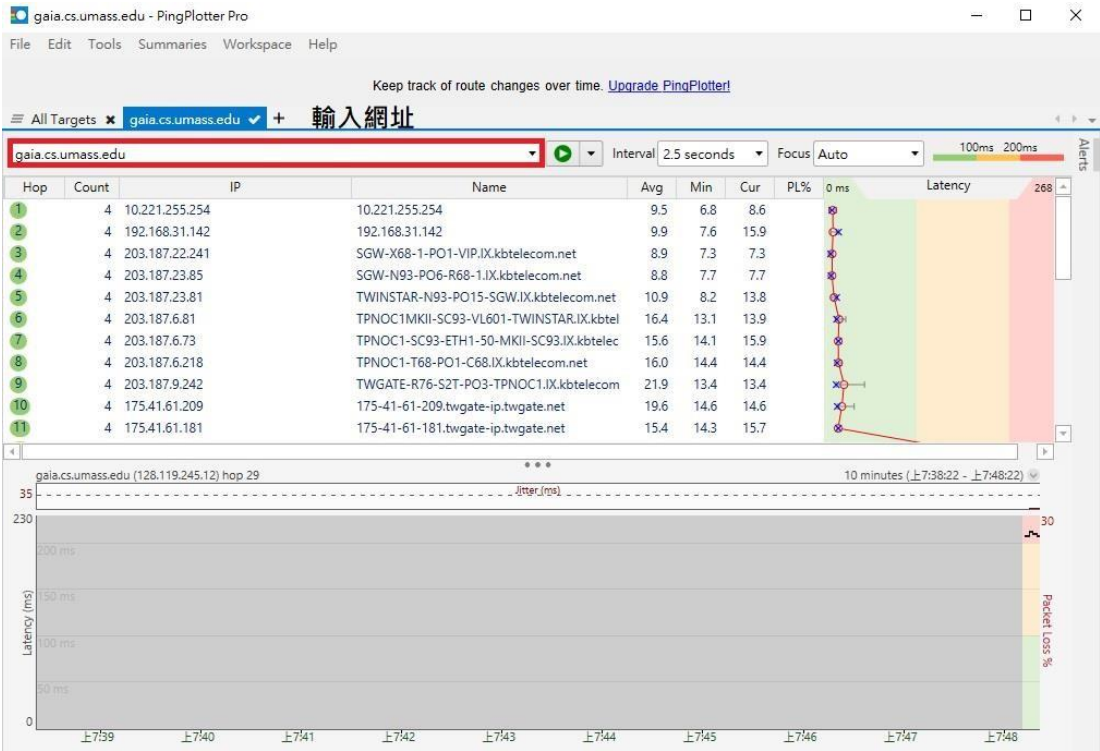 gaia.cs.umass.edu - PingPlotter Pro
File Edit Tools Summaries Workspace Help
Keep track of route changes over time. Upgrade PingPlotter!
All Targets gaia.cs.umass.edu + 輸入網址
gaia.cs.umass.edu Interval 2.5 seconds Focus Auto 100ms 200ms
Alerts
Hop Count IP Name Avg Min Cur PL% 0 ms Latency 268
1 4 10.221.255.254 10.221.255.254 9.5 6.8 8.6
2 4 192.168.31.142 192.168.31.142 9.9 7.6 15.9
3 4 203.187.22.241 SGW-X68-1-PO1-VIP.IX.kbtelecom.net 8.9 7.3 7.3
4 4 203.187.23.85 SGW-N93-PO6-R68-1.IX.kbtelecom.net 8.8 7.7 7.7
5 4 203.187.23.81 TWINSTAR-N93-PO15-SGW.IX.kbtelecom.net 10.9 8.2 13.8
6 4 203.187.6.81 TPNOC1MKII-SC93-VL601-TWINSTAR.IX.kbtel 16.4 13.1 13.9
7 4 203.187.6.73 TPNOC1-SC93-ETH1-50-MKII-SC93.IX.kbtelec 15.6 14.1 15.9
8 4 203.187.6.218 TPNOC1-T68-PO1-C68.IX.kbtelecom.net 16.0 14.4 14.4
9 4 203.187.9.242 TWGATE-R76-S2T-PO3-TPNOC1.IX.kbtelecom 21.9 13.4 13.4
10 4 175.41.61.209 175-41-61-209.twgate-ip.twgate.net 19.6 14.6 14.6
11 4 175.41.61.181 175-41-61-181.twgate-ip.twgate.net 15.4 14.3 15.7
gaia.cs.umass.edu (128.119.245.12) hop 29 10 minutes (上7:38:22 - 上7:48:22)
35 Jitter (ms)
230 30
200 ms
150 ms
100 ms
50 ms
0
Latency (ms)
Packet Loss %
上7:39 上7:40 上7:41 上7:42 上7:43 上7:44 上7:45 上7:46 上7:47 上7:48